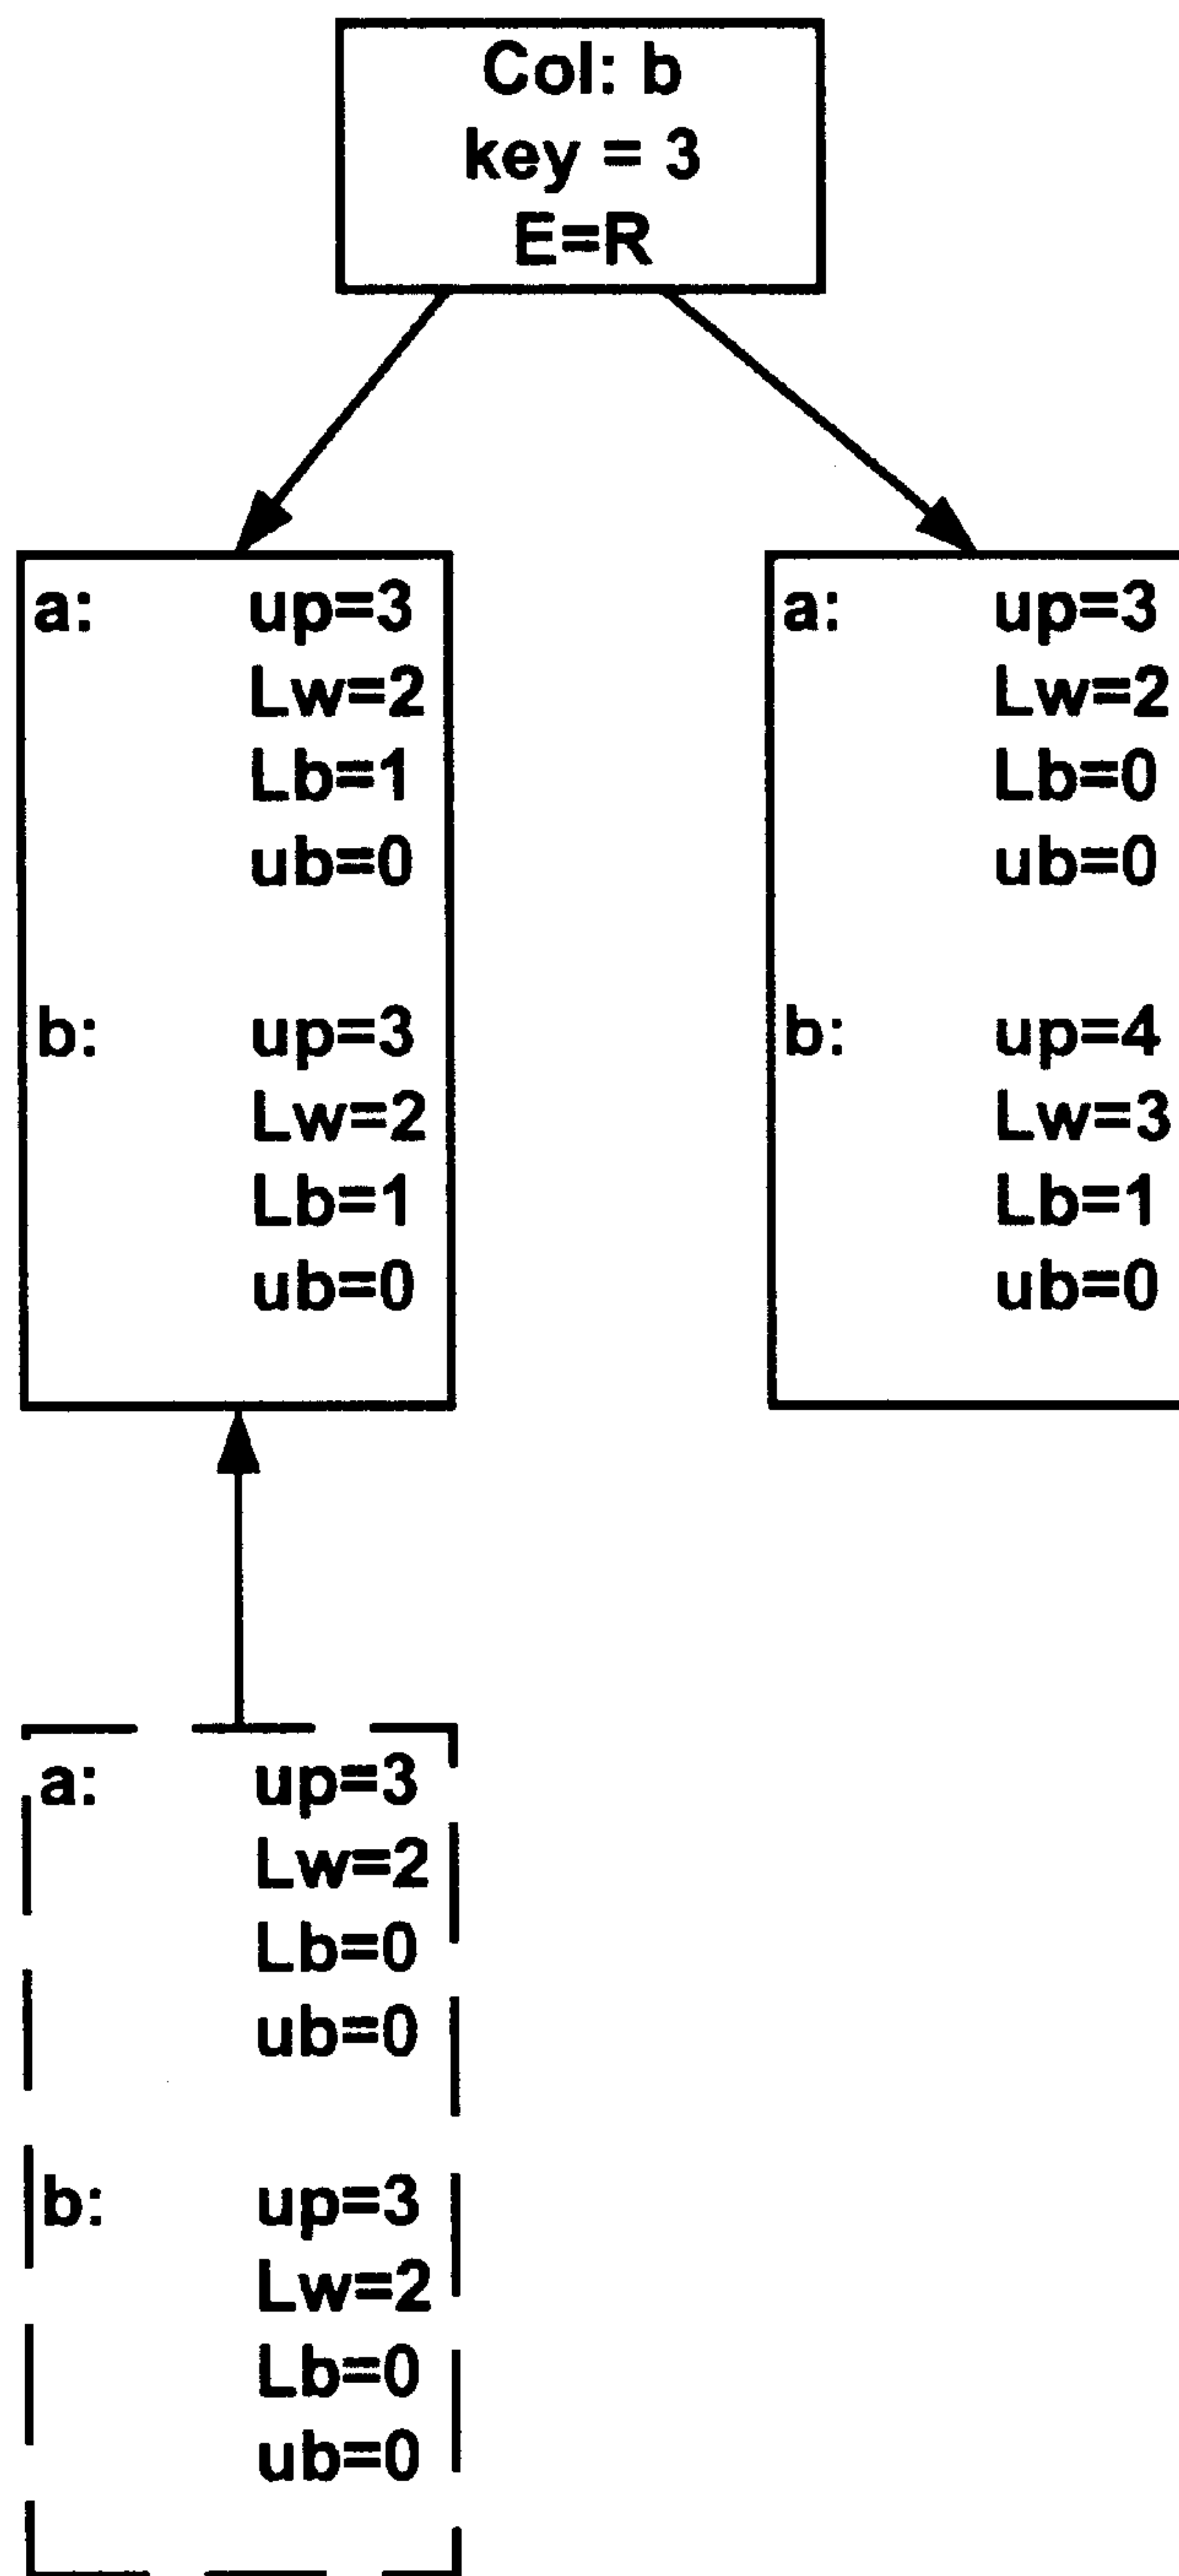 Col: b
key = 3
E=R
a: up=3
Lw=2
Lb=1
ub=0
b: up=3
Lw=2
Lb=1
ub=0
a: up=3
Lw=2
Lb=0
ub=0
b: up=4
Lw=3
Lb=1
ub=0
a: up=3
Lw=2
Lb=0
ub=0
b: up=3
Lw=2
Lb=0
ub=0